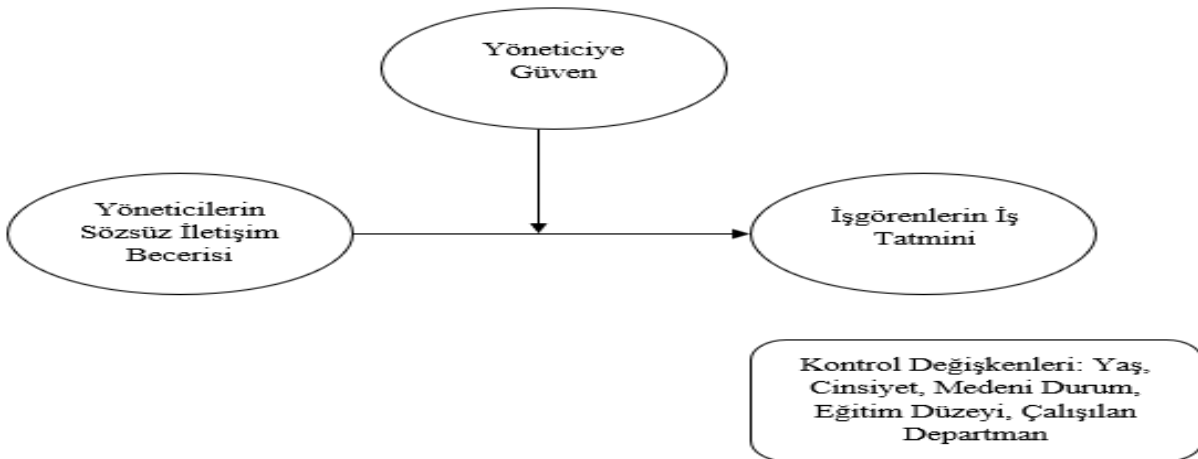 Yöneticiye
Güven
Yöneticilerin
Sözsüz İletişim
Becerisi
İşgörenlerin İş
Tatmini
Kontrol Değişkenleri: Yaş,
Cinsiyet, Medeni Durum,
Eğitim Düzeyi, Çalışılan
Departman